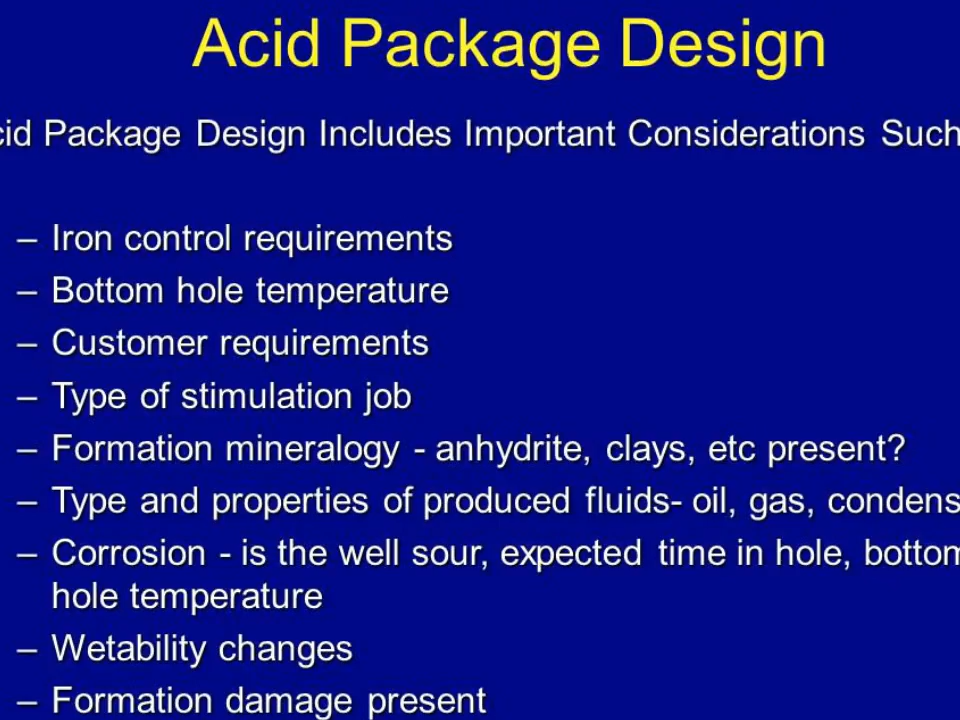 Acid Package Design
cid Package Design Includes Important Considerations Such
– Iron control requirements
– Bottom hole temperature
– Customer requirements
– Type of stimulation job
– Formation mineralogy - anhydrite, clays, etc present?
– Type and properties of produced fluids- oil, gas, condens
– Corrosion - is the well sour, expected time in hole, bottom
hole temperature
– Wetability changes
– Formation damage present